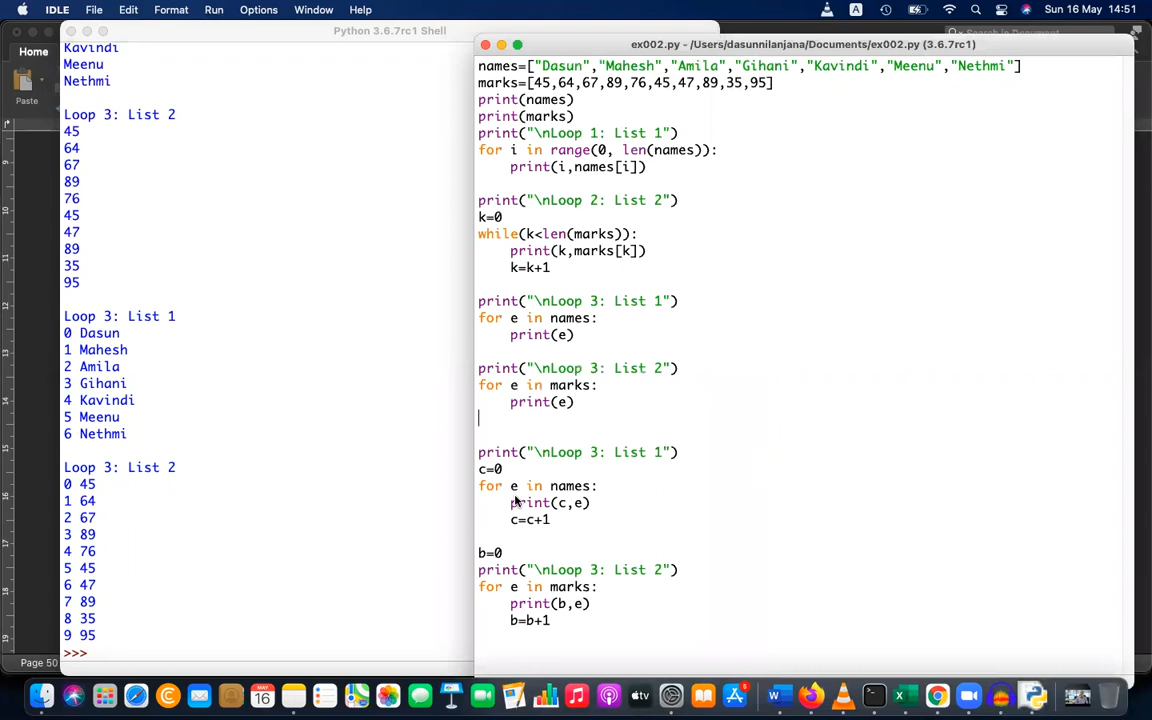 IDLE File Edit Format Run Options Window Help
A
Sun 16 May 14:51
Home
Paste
Python 3.6.7rc1 Shell
Kavindi
Meenu
Nethmi
Loop 3: List 2
45
64
67
89
76
45
47
89
35
95
Loop 3: List 1
0 Dasun
1 Mahesh
2 Amila
3 Gihani
4 Kavindi
5 Meenu
6 Nethmi
Loop 3: List 2
0 45
1 64
2 67
3 89
4 76
5 45
6 47
7 89
8 35
9 95
>>>
ex002.py - /Users/dasunnilanjana/Documents/ex002.py (3.6.7rc1)
names=["Dasun","Mahesh","Amila","Gihani","Kavindi","Meenu","Nethmi"]
marks=[45,64,67,89,76,45,47,89,35,95]
print(names)
print(marks)
print("\nLoop 1: List 1")
for i in range(0, len(names)):
    print(i,names[i])
print("\nLoop 2: List 2")
k=0
while(k<len(marks)):
    print(k,marks[k])
    k=k+1
print("\nLoop 3: List 1")
for e in names:
    print(e)
print("\nLoop 3: List 2")
for e in marks:
    print(e)
print("\nLoop 3: List 1")
c=0
for e in names:
    print(c,e)
    c=c+1
b=0
print("\nLoop 3: List 2")
for e in marks:
    print(b,e)
    b=b+1
Page 50
MAY
16
tv